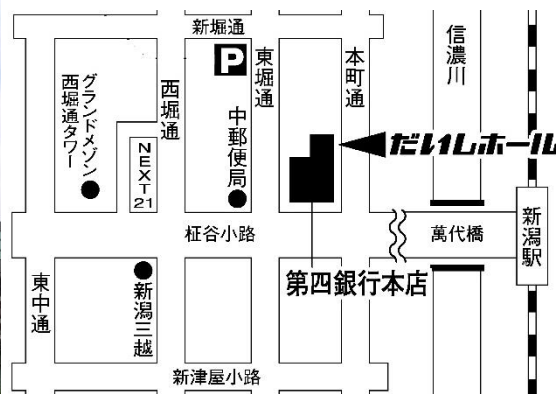 新堀通
P
東堀通
本町通
信濃川
西堀通
グランドメゾン
西堀通タワー
中郵便局
NEXT
21
だいしホール
柾谷小路
萬代橋
新潟駅
第四銀行本店
東中通
新潟三越
新津屋小路